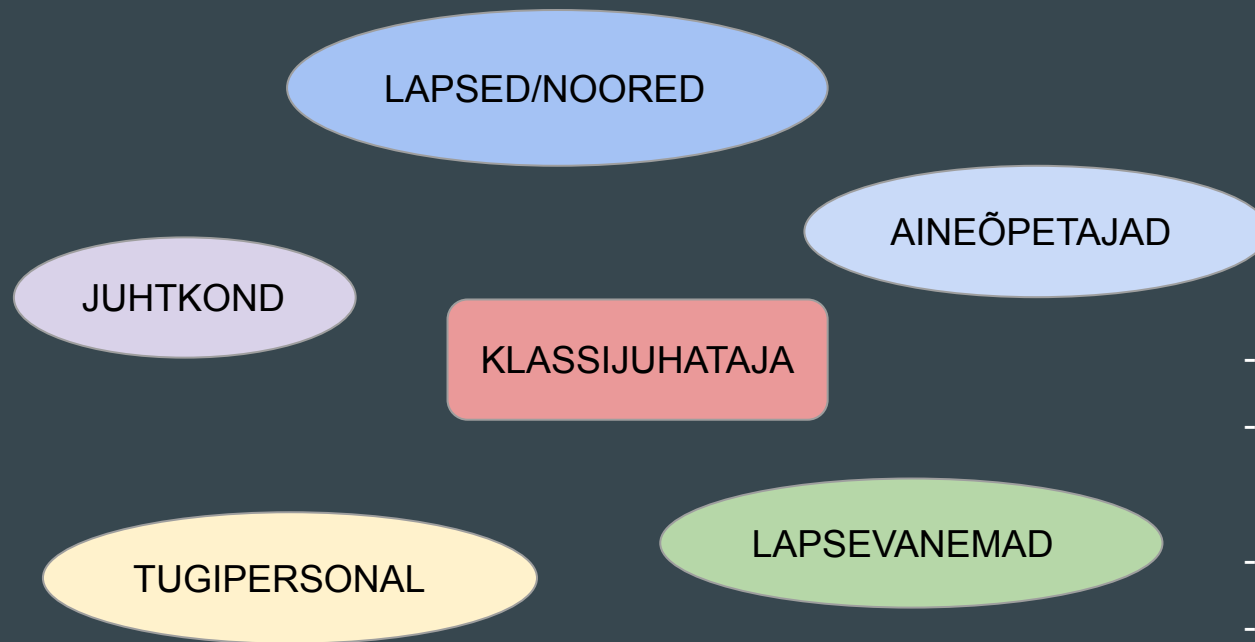 LAPSED/NOORED
AINEÕPETAJAD
JUHTKOND
KLASSIJUHATAJA
LAPSEVANEMAD
TUGIPERSONAL